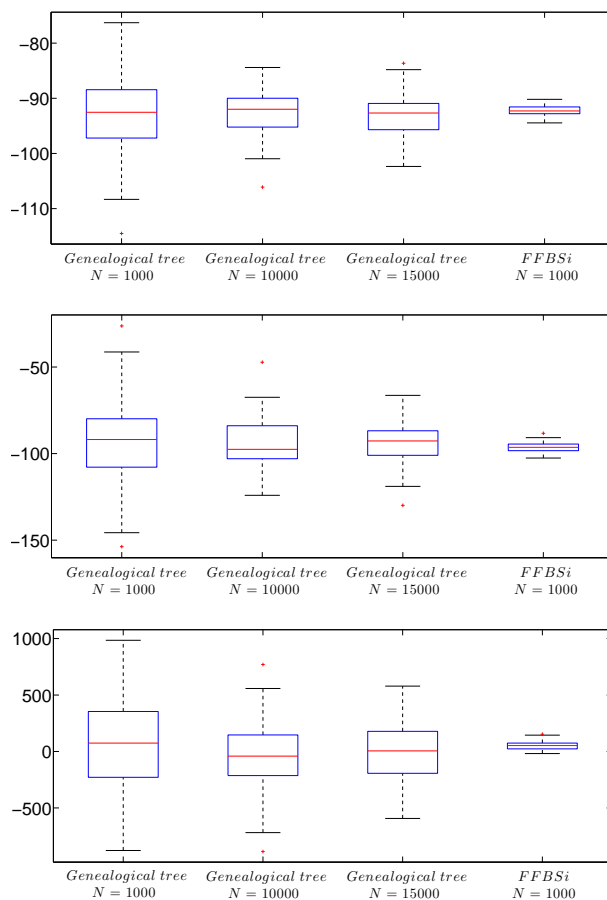 −80
−90
−100
−110
Genealogical tree Genealogical tree Genealogical tree FFBSi
N = 1000 N = 10000 N = 15000 N = 1000
−50
−100
−150
Genealogical tree Genealogical tree Genealogical tree FFBSi
N = 1000 N = 10000 N = 15000 N = 1000
1000
500
0
−500
Genealogical tree Genealogical tree Genealogical tree FFBSi
N = 1000 N = 10000 N = 15000 N = 1000